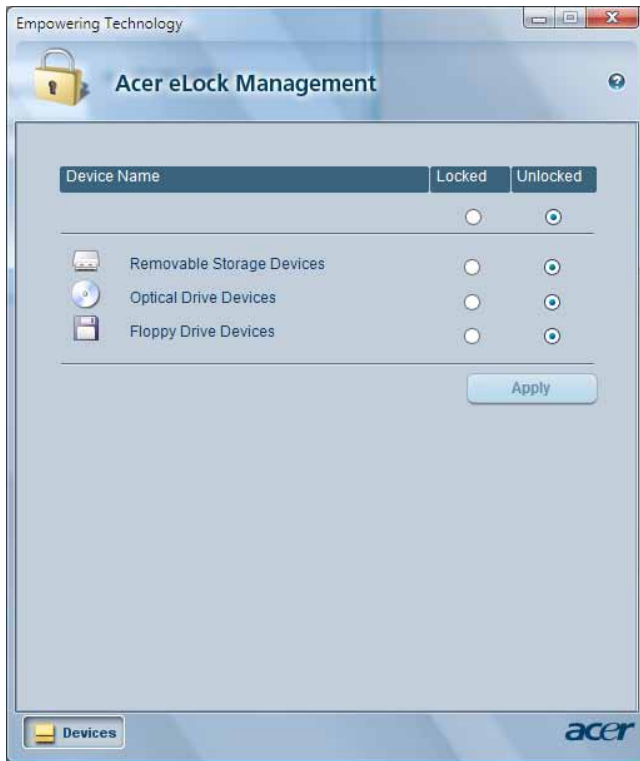 Empowering Technology
Acer eLock Management
Device Name Locked Unlocked
Removable Storage Devices
Optical Drive Devices
Floppy Drive Devices
Apply
Devices
acer